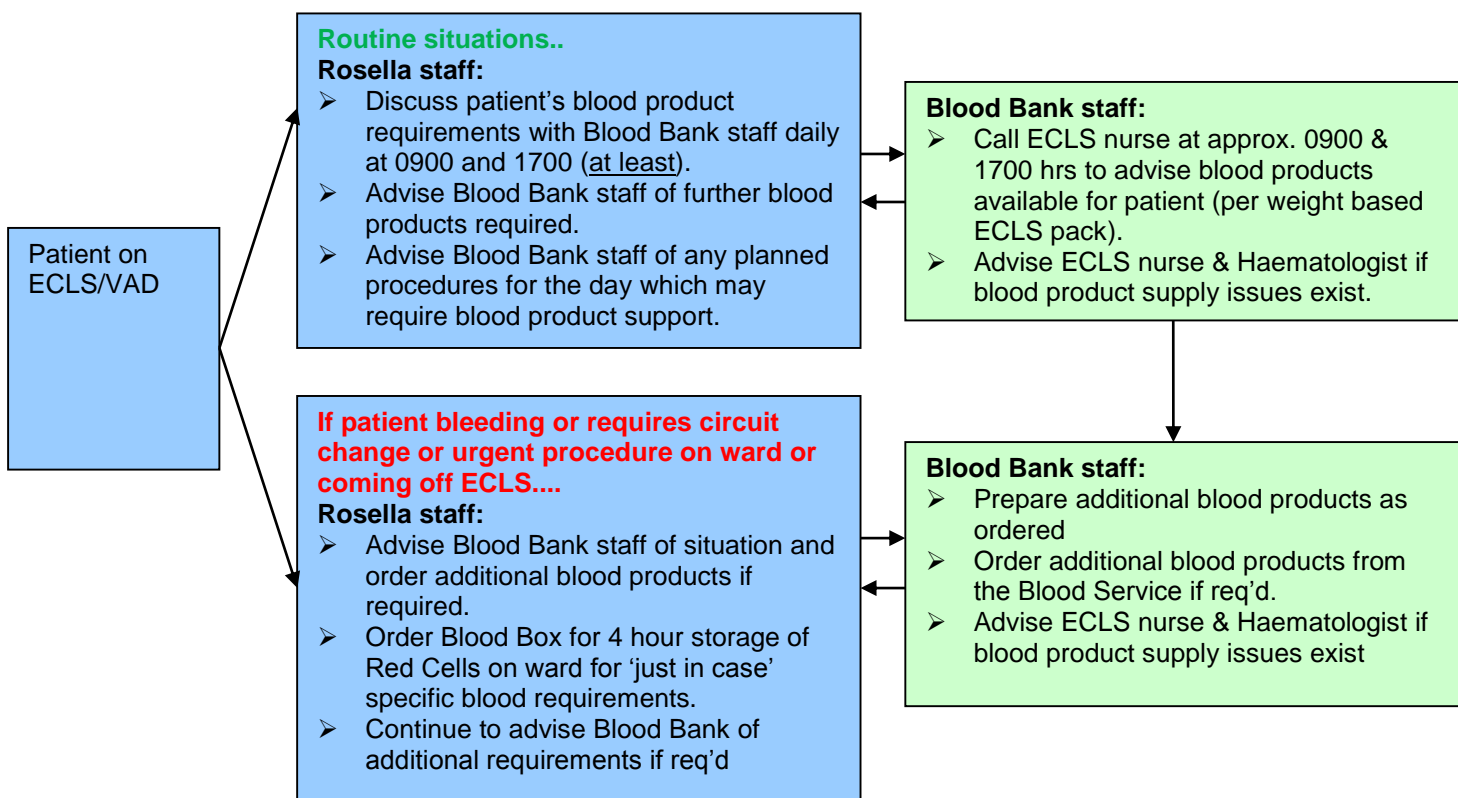 Patient on
ECLS/VAD
Routine situations..
Rosella staff:
➢ Discuss patient's blood product
requirements with Blood Bank staff daily
at 0900 and 1700 (at least).
➢ Advise Blood Bank staff of further blood
products required.
➢ Advise Blood Bank staff of any planned
procedures for the day which may
require blood product support.
Blood Bank staff:
➢ Call ECLS nurse at approx. 0900 &
1700 hrs to advise blood products
available for patient (per weight based
ECLS pack).
➢ Advise ECLS nurse & Haematologist if
blood product supply issues exist.
If patient bleeding or requires circuit
change or urgent procedure on ward or
coming off ECLS....
Rosella staff:
➢ Advise Blood Bank staff of situation and
order additional blood products if
required.
➢ Order Blood Box for 4 hour storage of
Red Cells on ward for ‘just in case’
specific blood requirements.
➢ Continue to advise Blood Bank of
additional requirements if req’d
Blood Bank staff:
➢ Prepare additional blood products as
ordered
➢ Order additional blood products from
the Blood Service if req’d.
➢ Advise ECLS nurse & Haematologist if
blood product supply issues exist